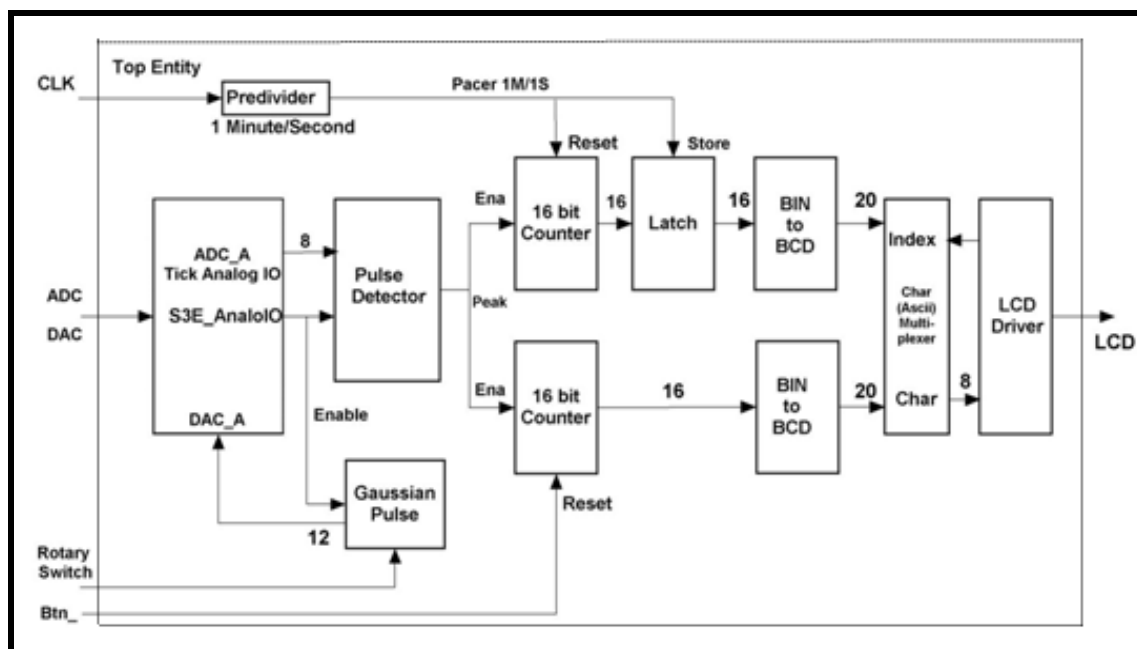 Top Entity
CLK
Predivider
1 Minute/Second
Pacer 1M/1S
Reset
Store
Ena
16 bit
Counter
16
Latch
16
BIN
to
BCD
20
Index
Char
(Ascii)
Multi-
plexer
Char
8
LCD
Driver
LCD
ADC
DAC
ADC_A
Tick Analog IO
S3E_AnaloIO
DAC_A
8
Pulse
Detector
Peak
Enable
Ena
16 bit
Counter
16
BIN
to
BCD
20
Reset
Gaussian
Pulse
12
Rotary
Switch
Btn_